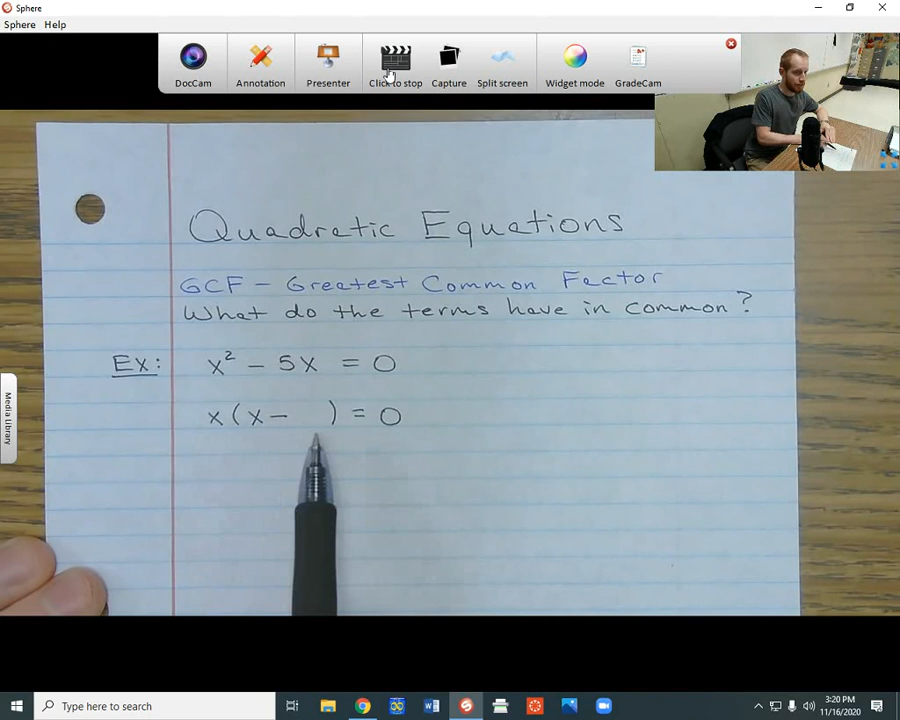 Sphere
Sphere Help
DocCam Annotation Presenter Click to stop Capture Split screen Widget mode GradeCam
Quadratic Equations
GCF - Greatest Common Factor
What do the terms have in common?
Ex: x² - 5x = 0
x(x - ) = 0
Media Library
Type here to search
3:20 PM
11/16/2020